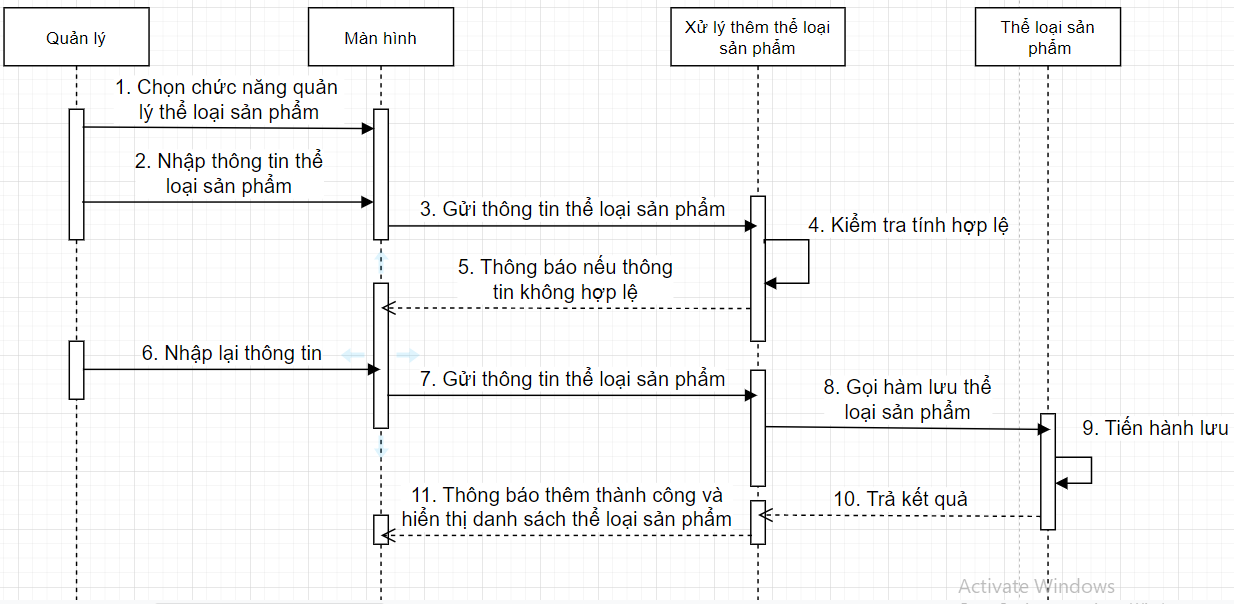 Quản lý
Màn hình
Xử lý thêm thể loại
sản phẩm
Thể loại sản
phẩm
1. Chọn chức năng quản
lý thể loại sản phẩm
2. Nhập thông tin thể
loại sản phẩm
3. Gửi thông tin thể loại sản phẩm
4. Kiểm tra tính hợp lệ
5. Thông báo nếu thông
tin không hợp lệ
6. Nhập lại thông tin
7. Gửi thông tin thể loại sản phẩm
8. Gọi hàm lưu thể
loại sản phẩm
9. Tiến hành lưu
10. Trả kết quả
11. Thông báo thêm thành công và
hiển thị danh sách thể loại sản phẩm
Activate Windows